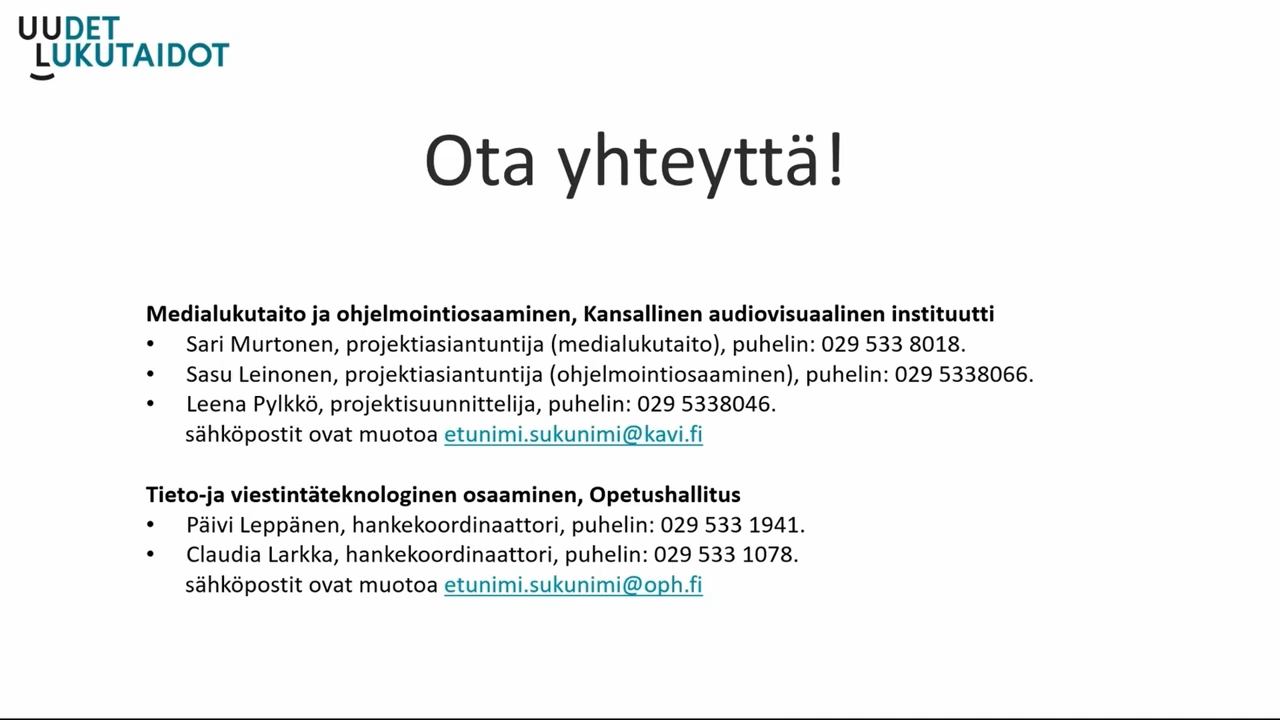 UUDET
LUKUTAIDOT
Ota yhteyttä!
Medialukutaito ja ohjelmointiosaaminen, Kansallinen audiovisuaalinen instituutti
• Sari Murtonen, projektiasiantuntija (medialukutaito), puhelin: 029 533 8018.
• Sasu Leinonen, projektiasiantuntija (ohjelmointiosaaminen), puhelin: 029 5338066.
• Leena Pylkkö, projektisuunnittelija, puhelin: 029 5338046.
sähköpostit ovat muotoa etunimi.sukunimi@kavi.fi
Tieto-ja viestintäteknologinen osaaminen, Opetushallitus
• Päivi Leppänen, hankekoordinaattori, puhelin: 029 533 1941.
• Claudia Larkka, hankekoordinaattori, puhelin: 029 533 1078.
sähköpostit ovat muotoa etunimi.sukunimi@oph.fi